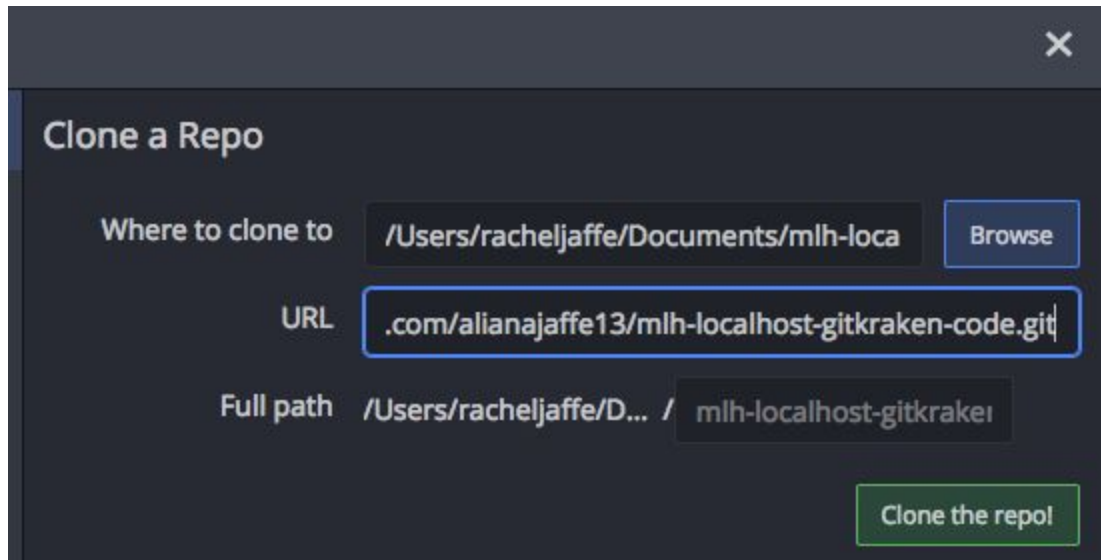 Clone a Repo
Where to clone to /Users/racheljaffe/Documents/mlh-loca Browse
URL .com/alianajaffe13/mlh-localhost-gitkraken-code.git
Full path /Users/racheljaffe/D... / mlh-localhost-gitkraken
Clone the repo!